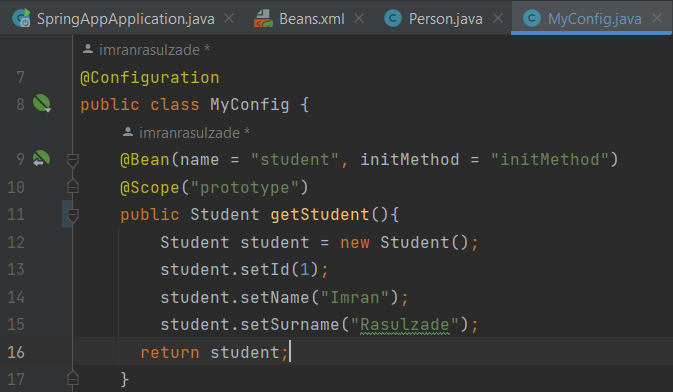 SpringAppApplication.java Beans.xml Person.java MyConfig.java
imranrasulzade *
7 @Configuration
8 public class MyConfig {
imranrasulzade *
9 @Bean(name = "student", initMethod = "initMethod")
10 @Scope("prototype")
11 public Student getStudent(){
12 Student student = new Student();
13 student.setId(1);
14 student.setName("Imran");
15 student.setSurname("Rasulzade");
16 return student;
17 }